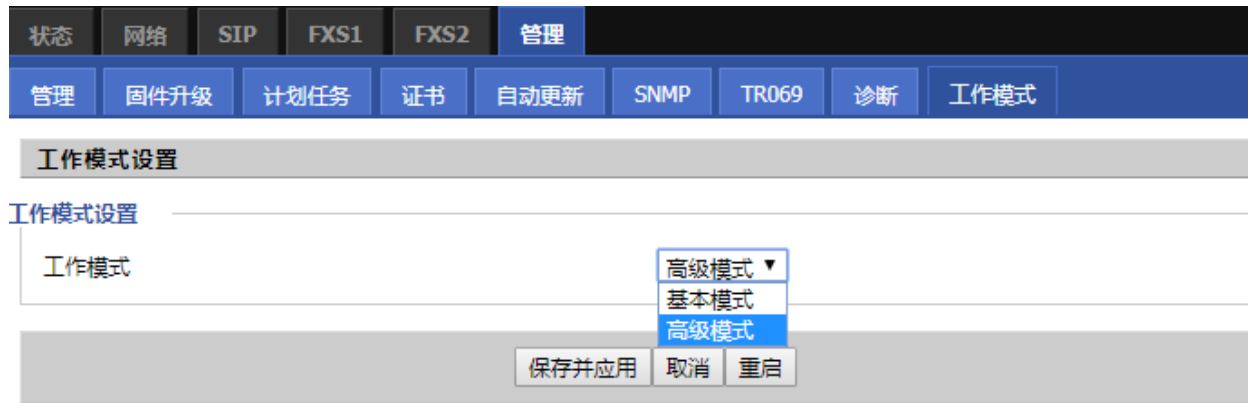 状态 网络 SIP FXS1 FXS2 管理
管理 固件升级 计划任务 证书 自动更新 SNMP TR069 诊断 工作模式
工作模式设置
工作模式设置
工作模式 高级模式
基本模式
高级模式
保存并应用 取消 重启